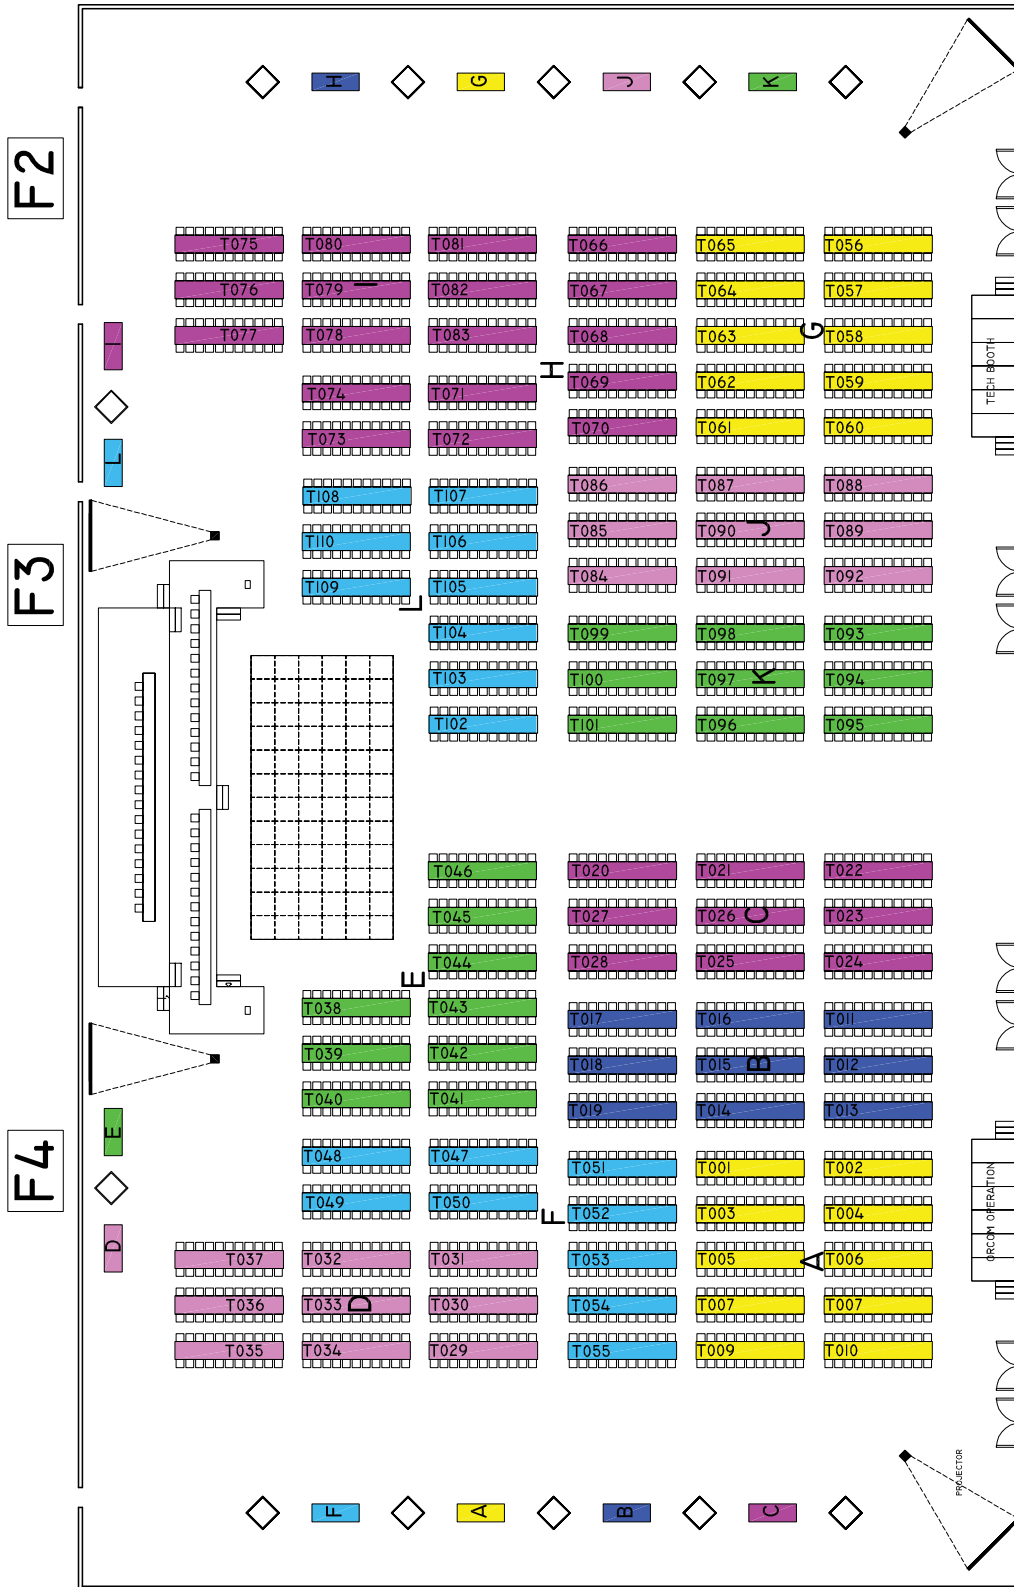 H G J K
F2
T075 T080 T081 T066 T065 T056
T076 T079 I T082 T067 T064 T057
T077 T078 T083 T068 T063 G T058
I
TECH BOOTH
H
T074 T071 T069 T062 T059
T073 T072 T070 T061 T060
L
T108 T107 T086 T087 T088
F3
T110 T106 T085 T090 J T089
T109 T105 T084 T091 T092
L
T104 T099 T098 T093
T103 T100 T097 K T094
T102 T101 T096 T095
T046 T020 T021 T022
T045 T027 T026 C T023
T044 T028 T025 T024
E
T038 T043 T017 T016 T011
T039 T042 T018 T015 B T012
T040 T041 T019 T014 T013
E
F4
T048 T047 T051 T001 T002
T049 T050 F T052 T003 T004
ORCOM OPERATION
D
T037 T032 T031 T053 T005 A T006
T036 T033 D T030 T054 T007 T007
T035 T034 T029 T055 T009 T010
PROJECTOR
F A B C